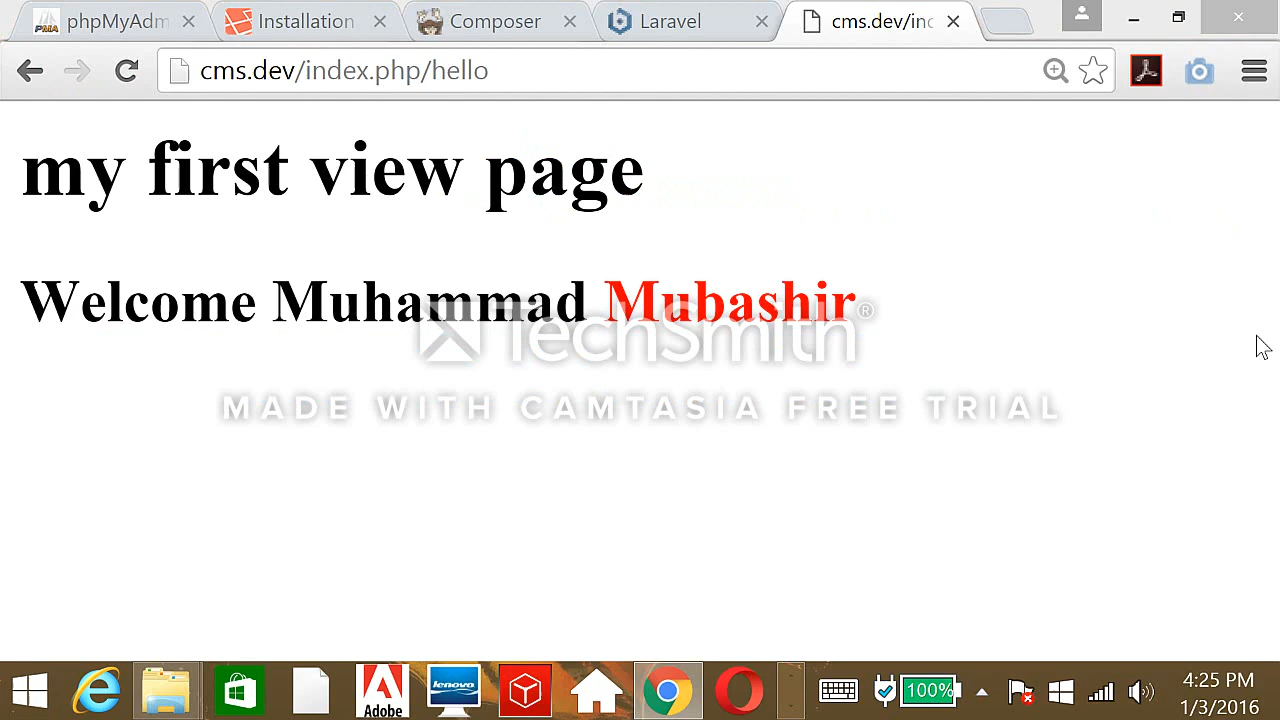 phpMyAdm
Installation
Composer
Laravel
cms.dev/inc
cms.dev/index.php/hello
my first view page
Welcome Muhammad Mubashir
TechSmith®
MADE WITH CAMTASIA FREE TRIAL
PMA
Adobe
lenovo
100%
4:25 PM
1/3/2016